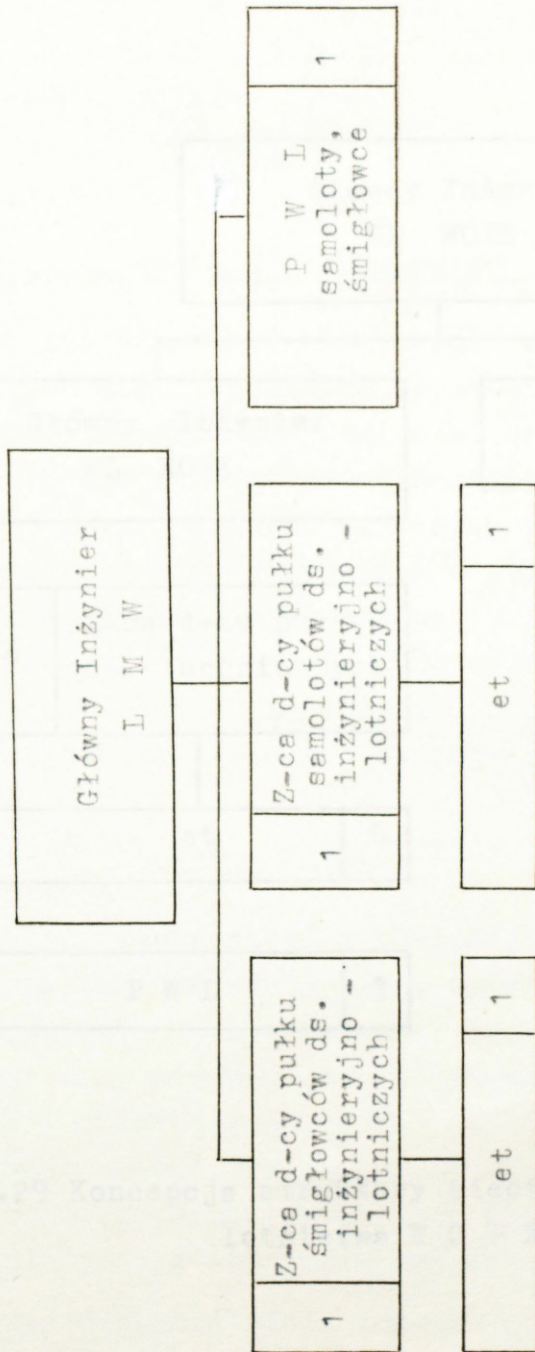 Główny Inżynier
L M W
1
Z-ca d-cy pułku
śmigłowców ds.
inżynieryjno -
lotniczych
1
Z-ca d-cy pułku
samolotów ds.
inżynieryjno -
lotniczych
P W L
samoloty,
śmigłowce
1
et
1
et
1